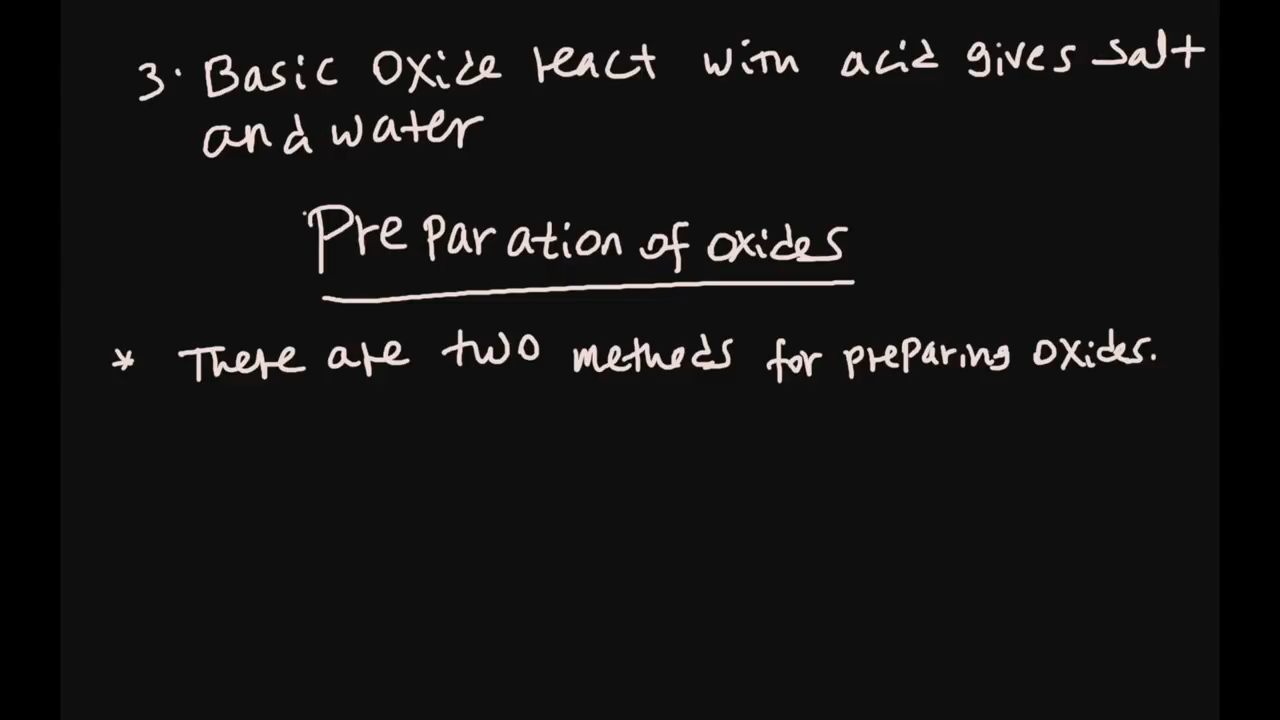 3. Basic Oxide react with acid gives salt
and water
Preparation of oxides
* There are two methods for preparing oxides.